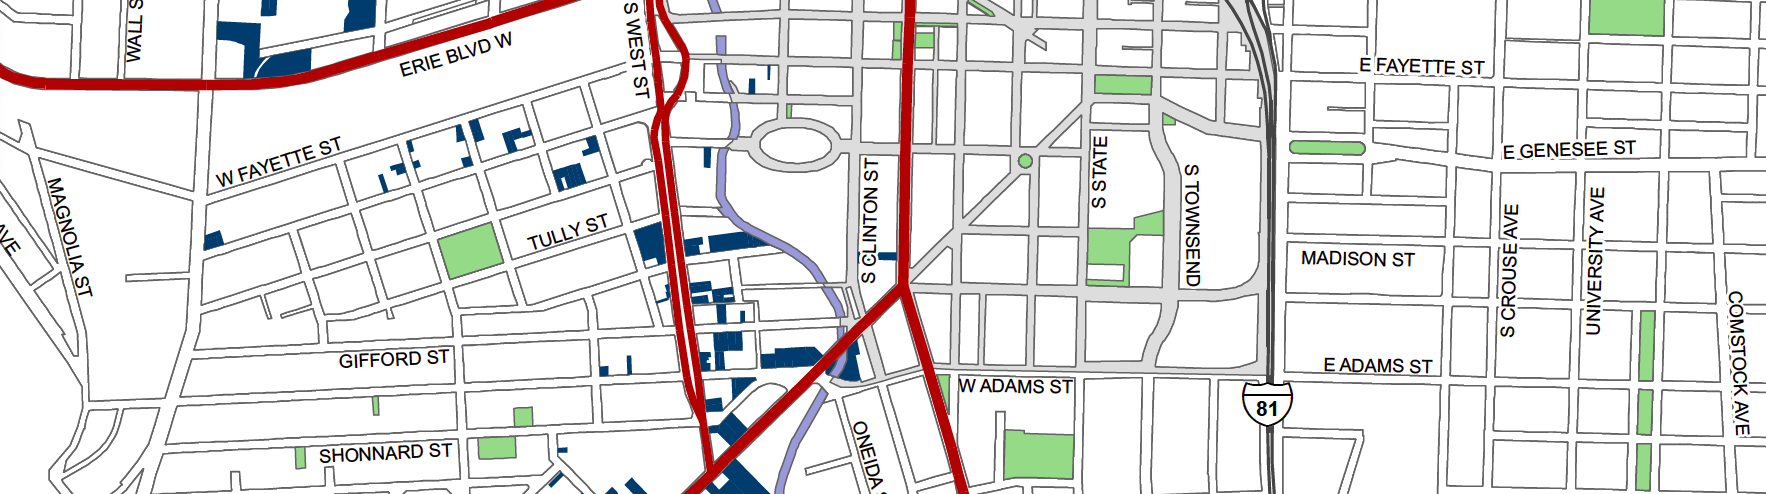 WALL S
ERIE BLVD W
S WEST ST
E FAYETTE ST
W FAYETTE ST
E GENESEE ST
MAGNOLIA ST
AVE
TULLY ST
S CLINTON ST
S STATE
S TOWNSEND
MADISON ST
S CROUSE AVE
UNIVERSITY AVE
COMSTOCK AVE
GIFFORD ST
E ADAMS ST
W ADAMS ST
81
SHONNARD ST
ONEIDA S